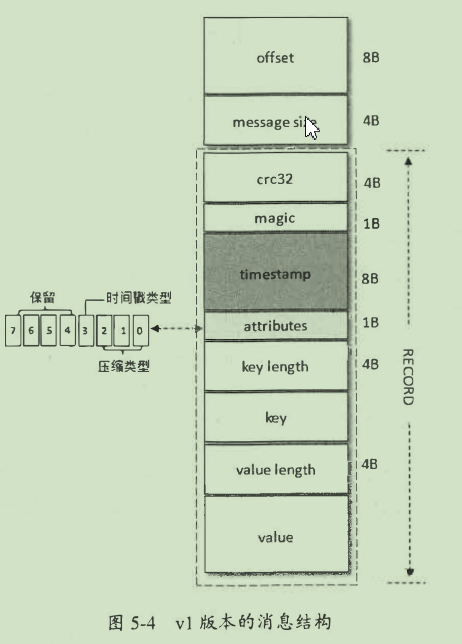 offset
8B
message size
4B
crc32
4B
magic
1B
timestamp
8B
保留
时间戳类型
7 6 5 4 3 2 1 0
attributes
1B
压缩类型
key length
4B
RECORD
key
value length
4B
value
图 5-4 v1 版本的消息结构